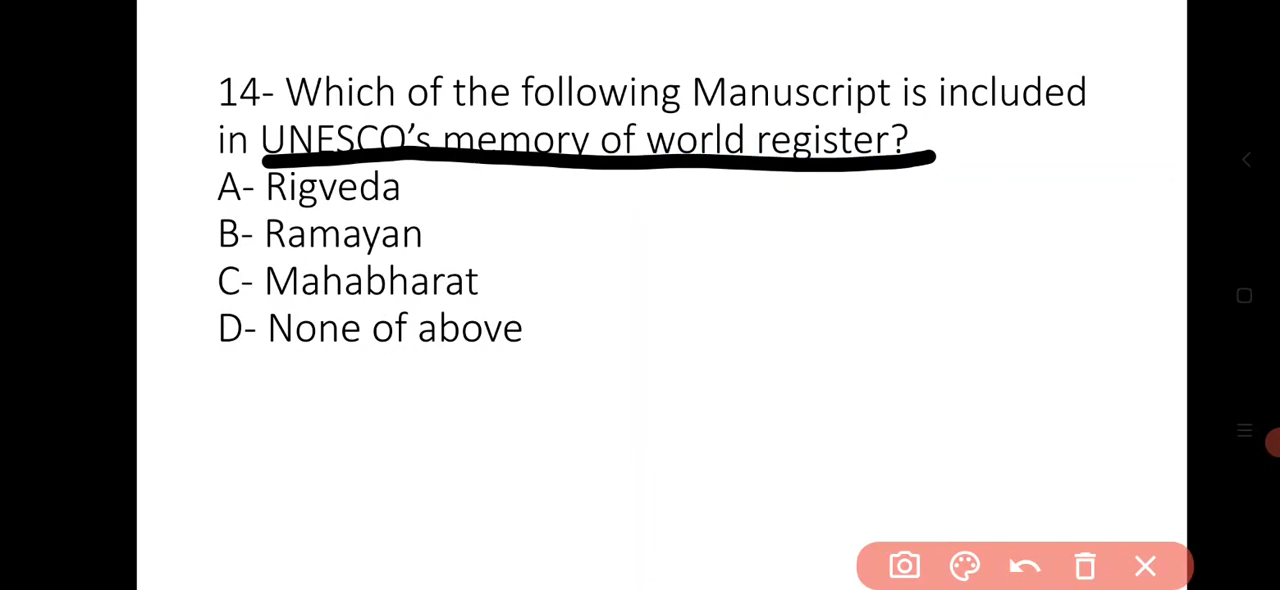 14- Which of the following Manuscript is included
in UNESCO’s memory of world register?
A- Rigveda
B- Ramayan
C- Mahabharat
D- None of above